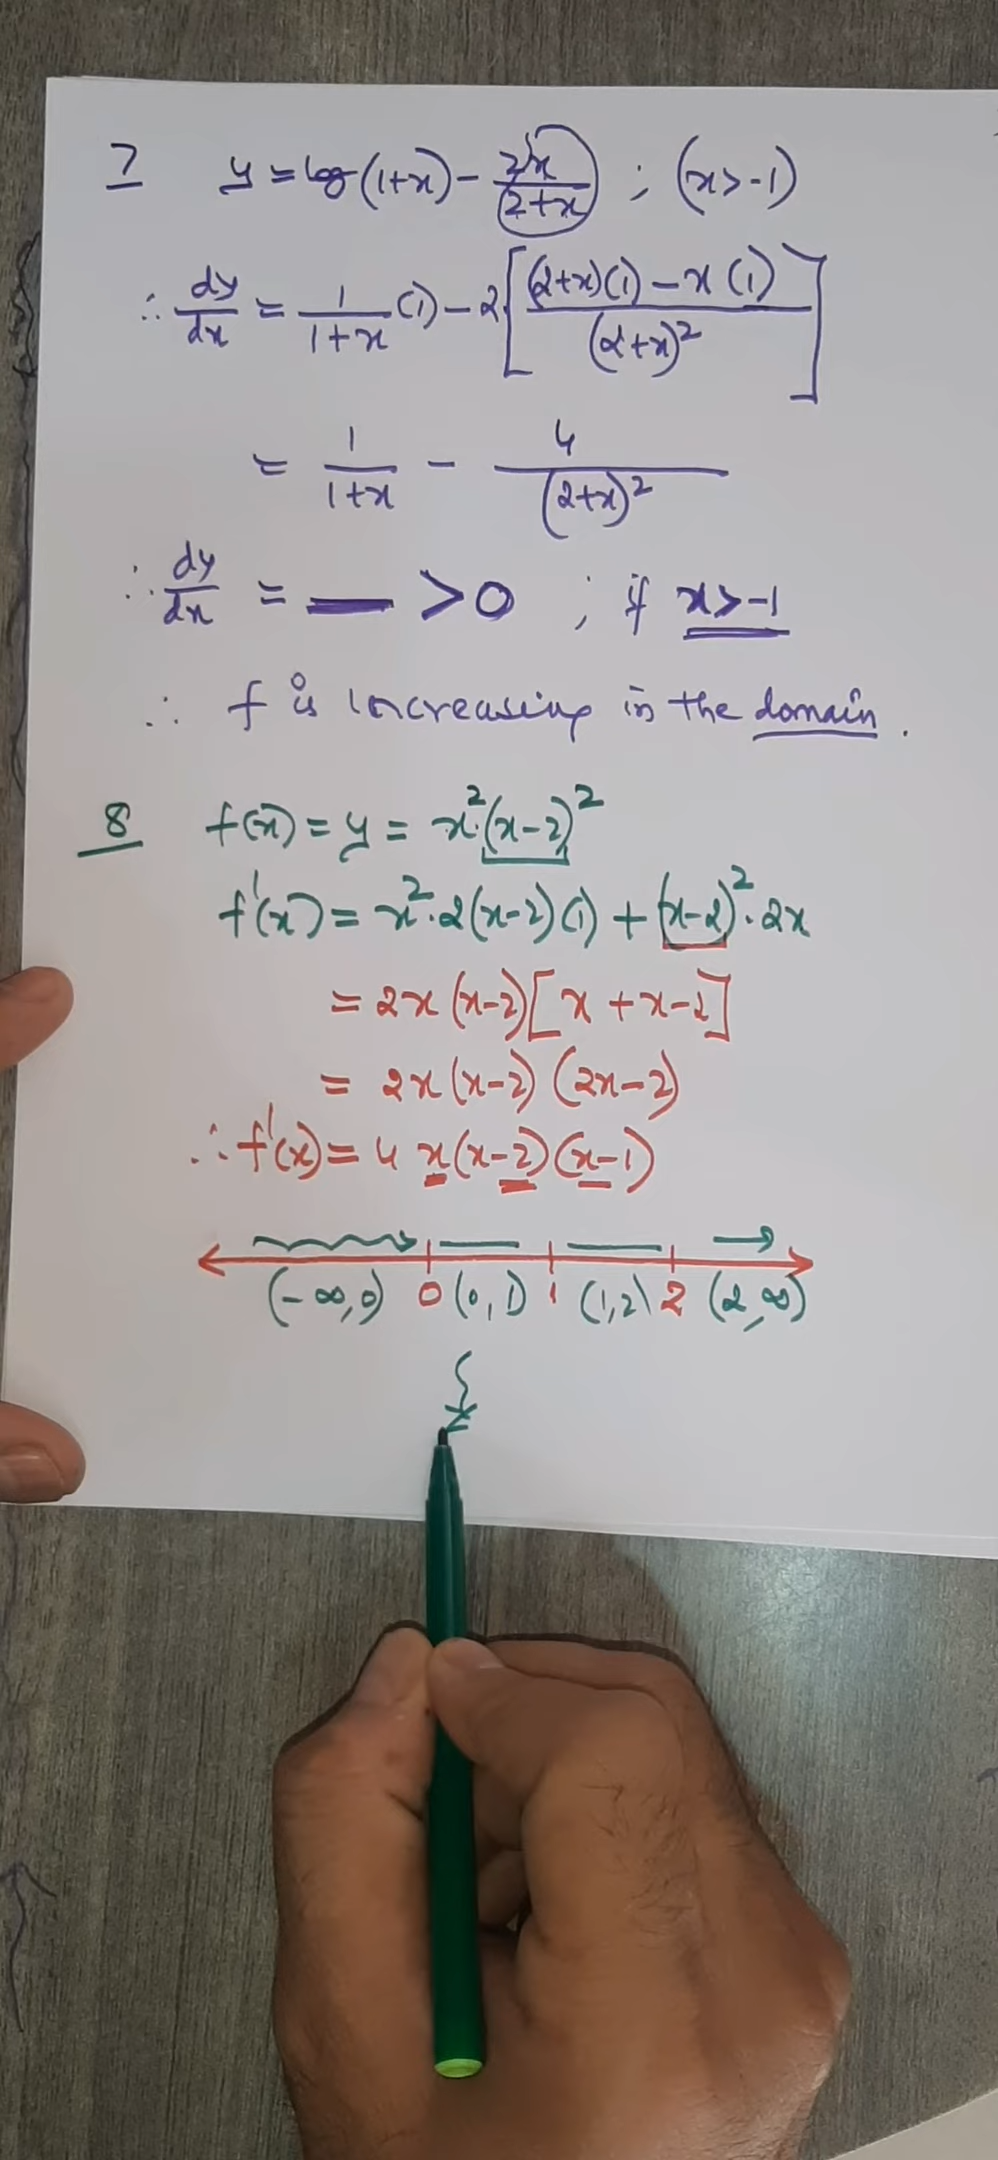 7 y = log(1+x) - 2x/(2+x) ; (x > -1)
∴ dy/dx = 1/(1+x) (1) - 2[((2+x)(1) - x(1))/(2+x)²]
= 1/(1+x) - 4/(2+x)²
∴ dy/dx = — > 0 ; if x > -1
∴ f is increasing in the domain.
8 f(x) = y = x²·(x-2)²
f'(x) = x²·2(x-2)(1) + (x-2)²·2x
= 2x(x-2)[x + x-2]
= 2x(x-2)(2x-2)
∴ f'(x) = 4x(x-2)(x-1)
(-∞,0) 0 (0,1) 1 (1,2) 2 (2,∞)